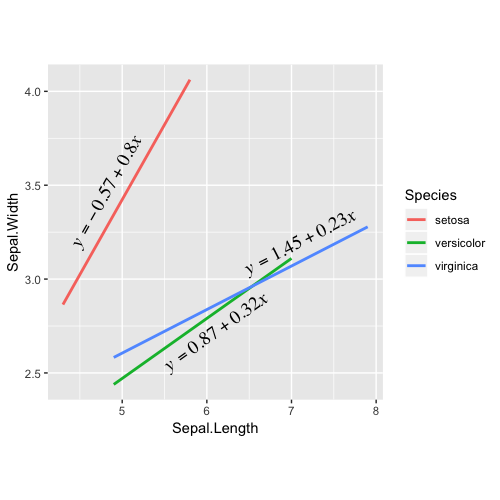 4.0
3.5
3.0
2.5
Sepal.Width
y = −0.57 + 0.8x
y = 1.45 + 0.23x
y = 0.87 + 0.32x
5 6 7 8
Sepal.Length
Species
setosa
versicolor
virginica